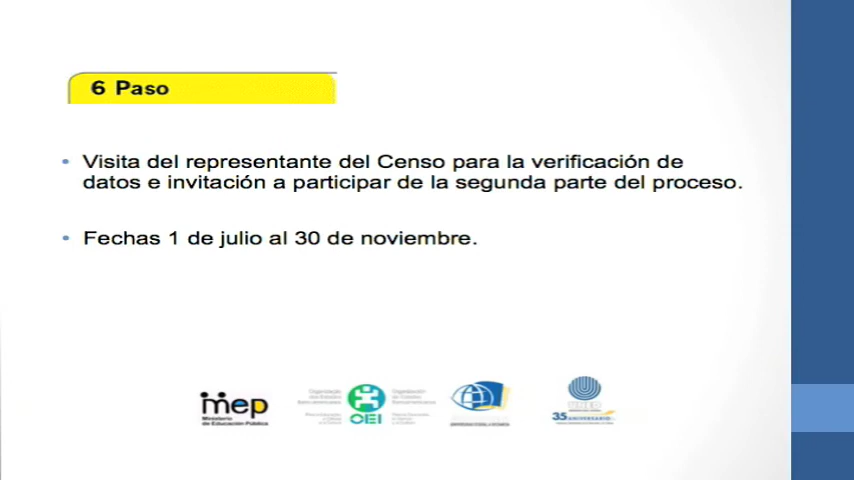 6 Paso
• Visita del representante del Censo para la verificación de
datos e invitación a participar de la segunda parte del proceso.
• Fechas 1 de julio al 30 de noviembre.
mep
Ministerio
de Educación Pública
OEI
35 ANIVERSARIO